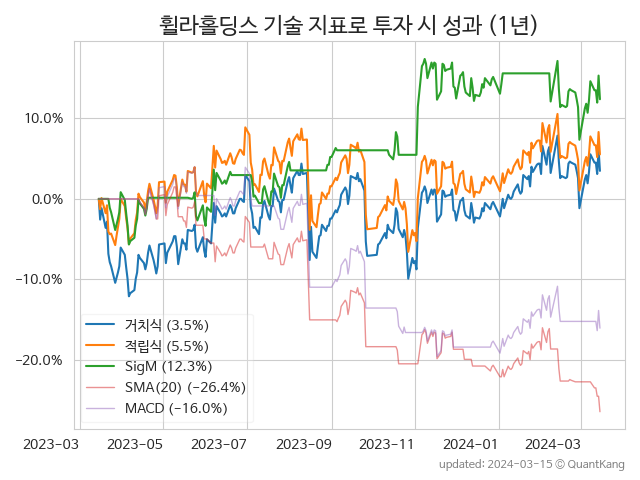 휠라홀딩스 기술 지표로 투자 시 성과 (1년)
10.0%
0.0%
−10.0%
−20.0%
거치식 (3.5%)
적립식 (5.5%)
SigM (12.3%)
SMA(20) (−26.4%)
MACD (−16.0%)
2023-03 2023-05 2023-07 2023-09 2023-11 2024-01 2024-03
updated: 2024-03-15 ⓒ QuantKang